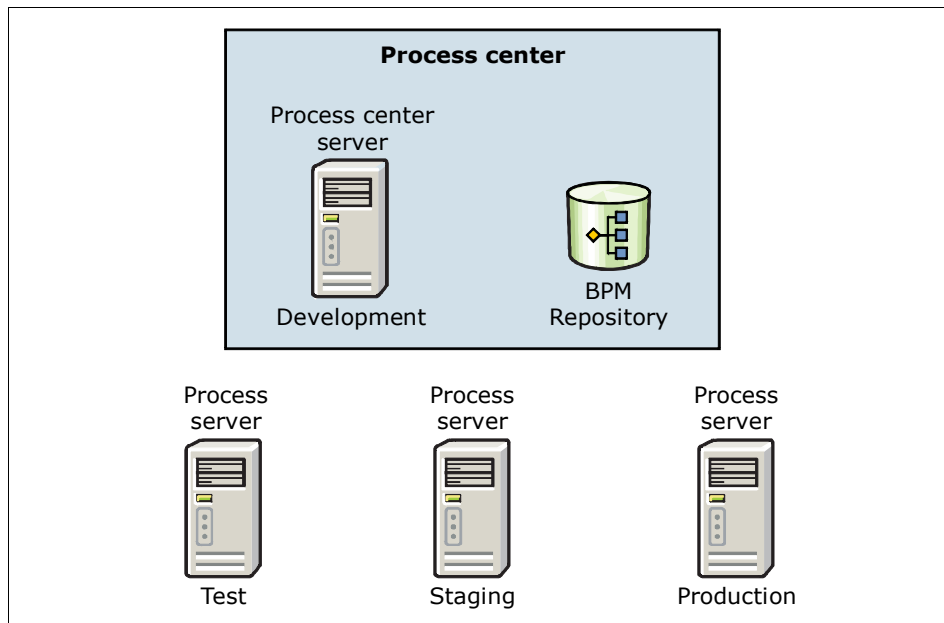 Process center
Process center
server
Development
BPM
Repository
Process
server
Test
Process
server
Staging
Process
server
Production